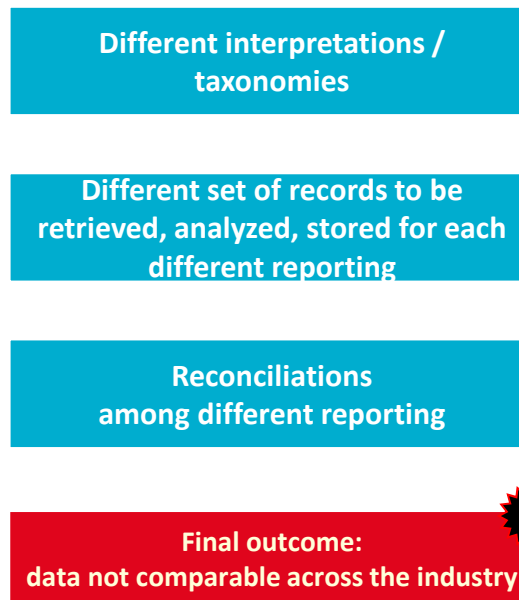 Different interpretations /
taxonomies
Different set of records to be
retrieved, analyzed, stored for each
different reporting
Reconciliations
among different reporting
Final outcome:
data not comparable across the industry